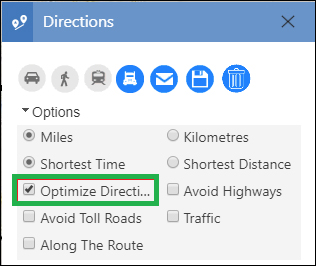 Directions
Options
Miles Kilometres
Shortest Time Shortest Distance
Optimize Directi... Avoid Highways
Avoid Toll Roads Traffic
Along The Route